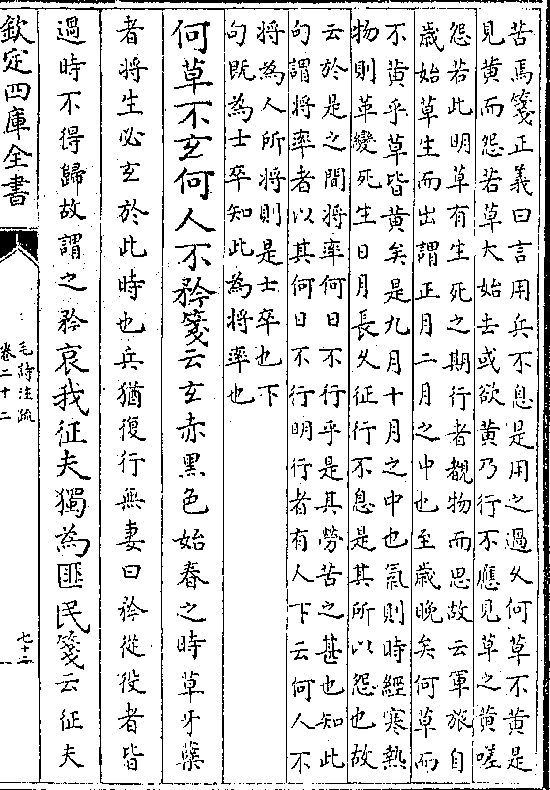 苦焉箋正義曰言用兵不息是用之過久何草不黄是
見黄而怨若草大始去或欲黄乃行不應見草之黄嗟
怨若此明草有生死之期行者覩物而思故云軍旅自
歳始草生而出謂正月二月之中也至歳晚矣何草而
不黄乎草皆黄矣是九月十月之中也氣則時經寒熱
物則革變死生日月長久征行不息是其所以怨也故
云於是之間將率何日不行乎是其勞苦之甚也知此
句謂將率者以其何日不行明行者有人下云何人不
將為人所將則是士卒也下
句既為士卒知此為將率也
何草不玄何人不矜箋云玄赤黑色始春之時草牙蘖
者將生必玄於此時也兵猶復行無妻曰矜從役者皆
過時不得歸故謂之矜哀我征夫獨為匪民箋云征夫
欽定四庫全書
毛詩注疏
卷二十二
七十二